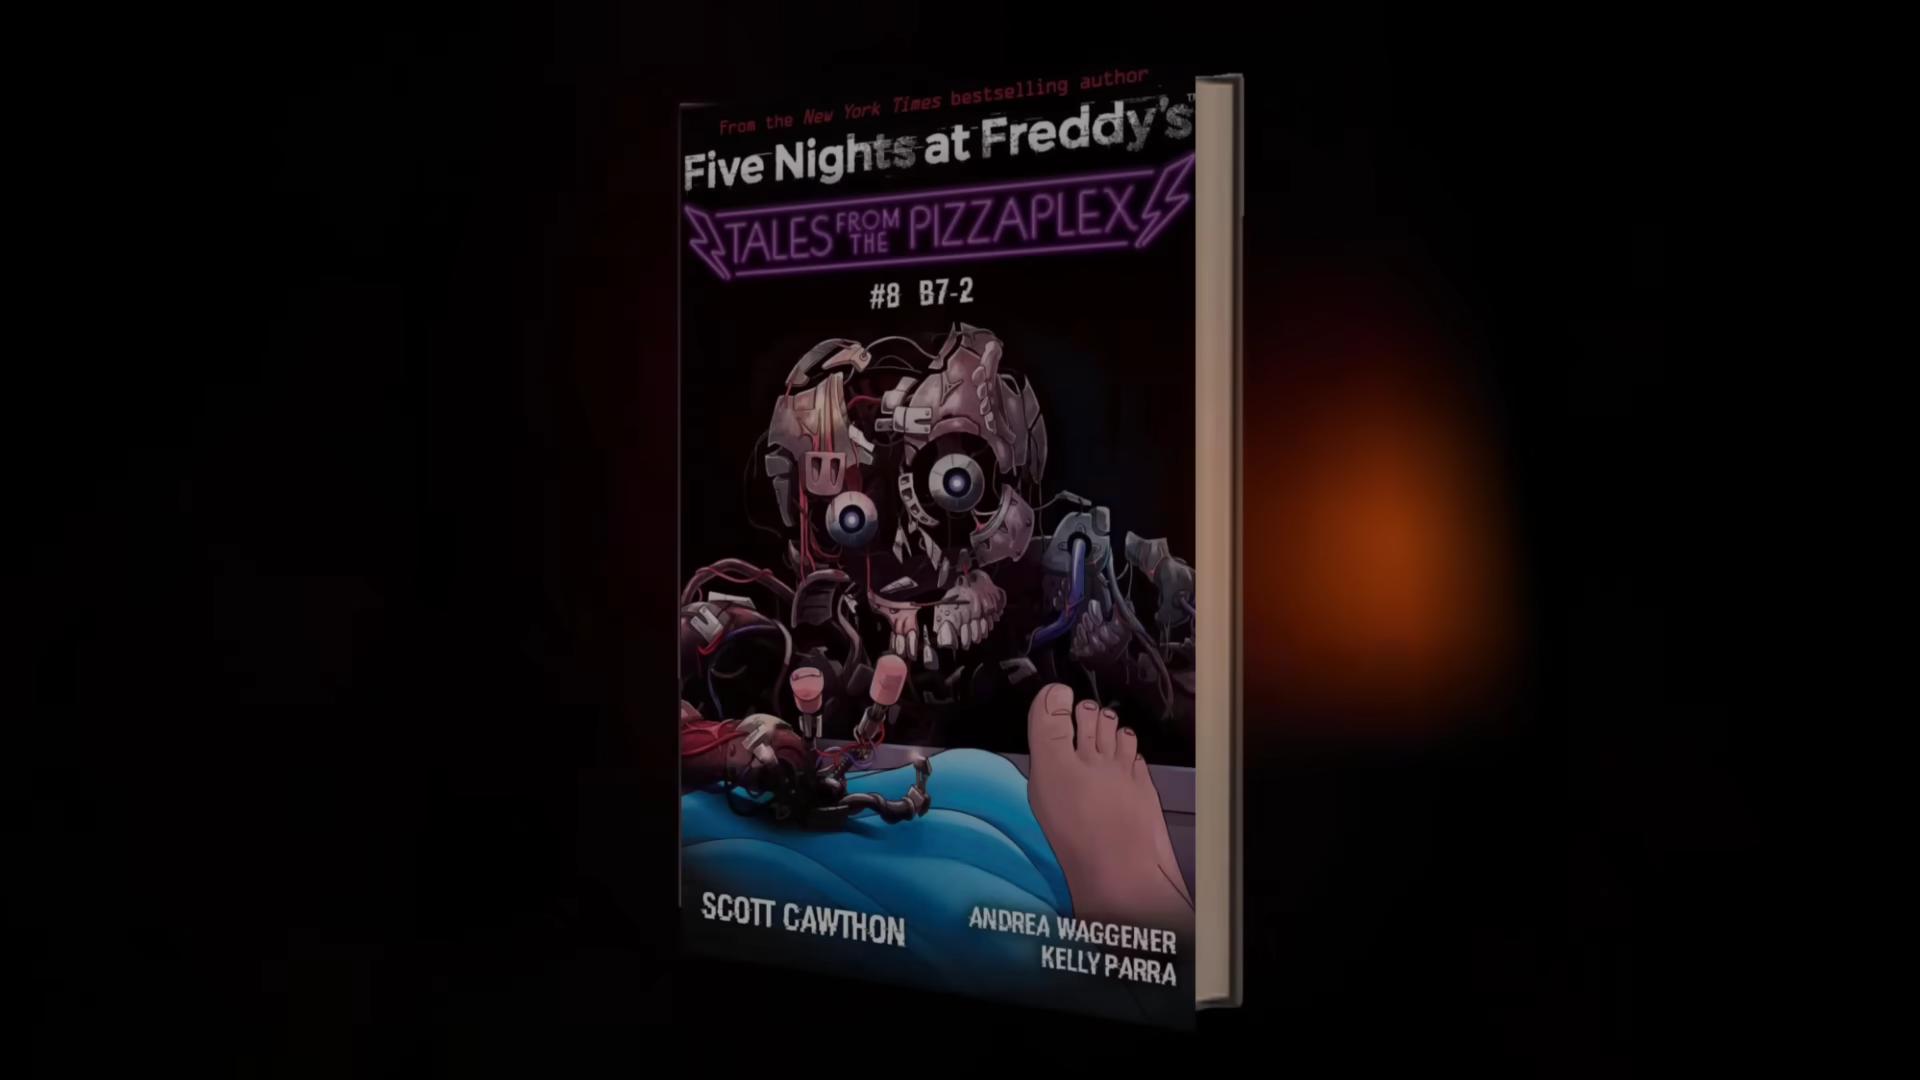 From the New York Times bestselling author
Five Nights at Freddy's™
TALES FROM THE PIZZAPLEX
#8 B7-2
SCOTT CAWTHON
ANDREA WAGGENER
KELLY PARRA